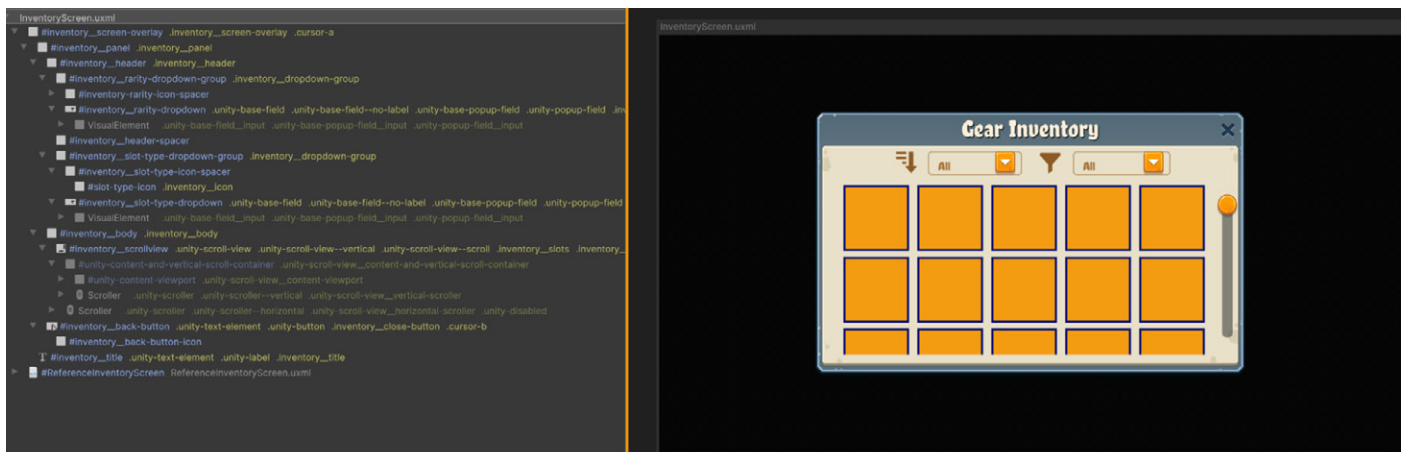 InventoryScreen.uxml
#inventory__screen-overlay .inventory__screen-overlay .cursor-a
#inventory__panel .inventory__panel
#inventory__header .inventory__header
#inventory__rarity-dropdown-group .inventory__dropdown-group
#inventory-rarity-icon-spacer
#inventory__rarity-dropdown .unity-base-field .unity-base-field--no-label .unity-base-popup-field .unity-popup-field .inv
VisualElement .unity-base-field__input .unity-base-popup-field__input .unity-popup-field__input
#inventory__header-spacer
#inventory__slot-type-dropdown-group .inventory__dropdown-group
#inventory__slot-type-icon-spacer
#slot-type-icon .inventory__icon
#inventory__slot-type-dropdown .unity-base-field .unity-base-field--no-label .unity-base-popup-field .unity-popup-field
VisualElement .unity-base-field__input .unity-base-popup-field__input .unity-popup-field__input
#inventory__body .inventory__body
#inventory__scrollview .unity-scroll-view .unity-scroll-view--vertical .unity-scroll-view--scroll .inventory__slots .inventory_
#unity-content-and-vertical-scroll-container .unity-scroll-view__content-and-vertical-scroll-container
#unity-content-viewport .unity-scroll-view__content-viewport
Scroller .unity-scroller .unity-scroller--vertical .unity-scroll-view__vertical-scroller
Scroller .unity-scroller .unity-scroller--horizontal .unity-scroll-view__horizontal-scroller .unity-disabled
#inventory__back-button .unity-text-element .unity-button .inventory__close-button .cursor-b
#inventory__back-button-icon
#inventory__title .unity-text-element .unity-label .inventory__title
#ReferenceInventoryScreen ReferenceInventoryScreen.uxml
InventoryScreen.uxml
Gear Inventory
All
All